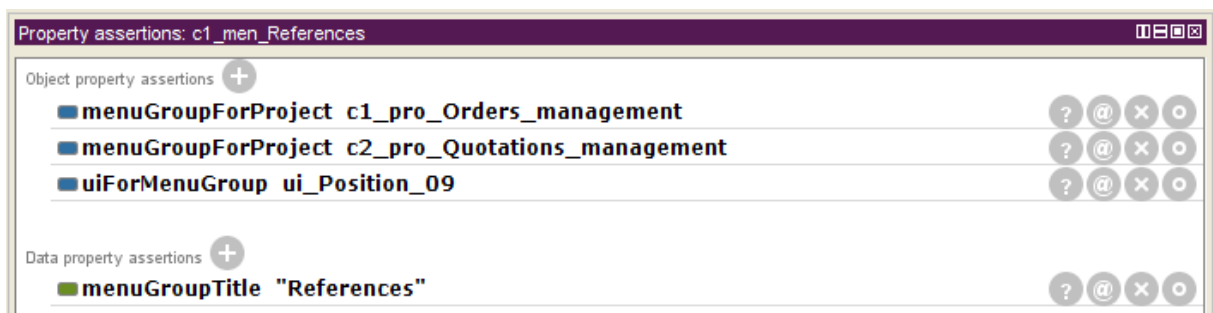 Property assertions: c1_men_References
Object property assertions
menuGroupForProject c1_pro_Orders_management
menuGroupForProject c2_pro_Quotations_management
uiForMenuGroup ui_Position_09
Data property assertions
menuGroupTitle "References"